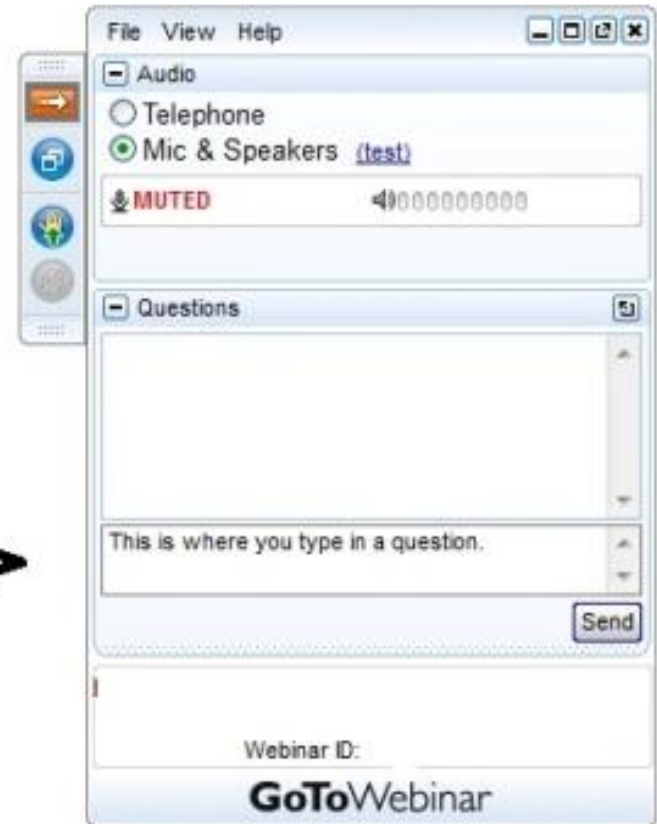 File View Help
Audio
Telephone
Mic & Speakers (test)
MUTED
Questions
This is where you type in a question.
Send
Webinar ID:
GoToWebinar